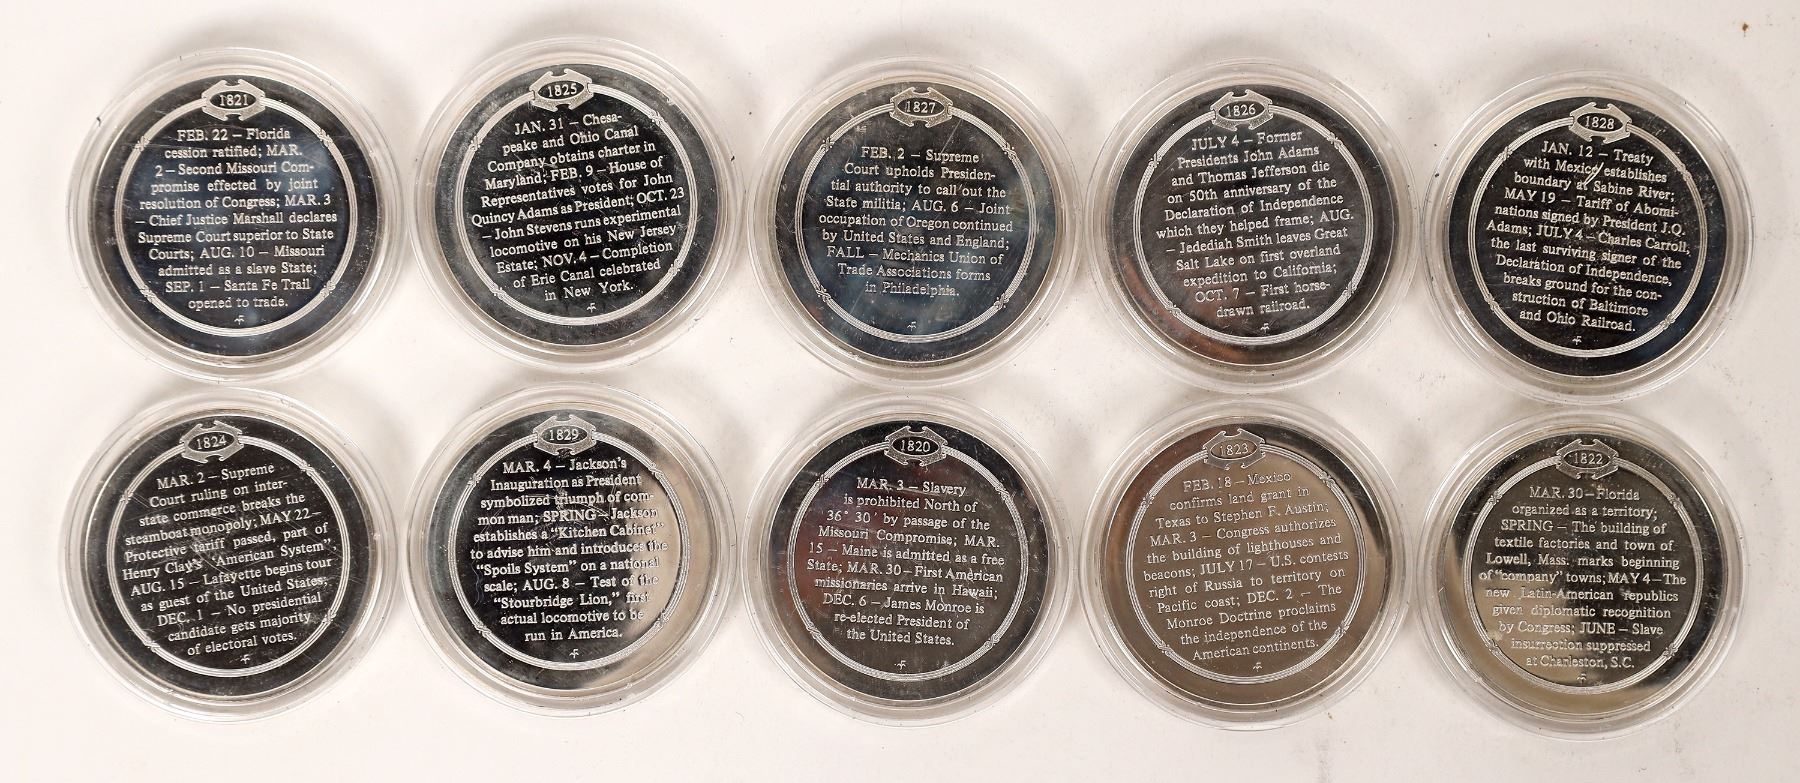 1821
FEB. 22 – Florida
cession ratified; MAR.
2 – Second Missouri Com-
promise effected by joint
resolution of Congress; MAR. 3
– Chief Justice Marshall declares
Supreme Court superior to State
Courts; AUG. 10 – Missouri
admitted as a slave State;
SEP. 1 – Santa Fe Trail
opened to trade.
1825
JAN. 31 – Chesa-
peake and Ohio Canal
Company obtains charter in
Maryland; FEB. 9 – House of
Representatives votes for John
Quincy Adams as President; OCT. 23
– John Stevens runs experimental
locomotive on his New Jersey
Estate; NOV. 4 – Completion
of Erie Canal celebrated
in New York.
1827
FEB. 2 – Supreme
Court upholds Presiden-
tial authority to call out the
State militia; AUG. 6 – Joint
occupation of Oregon continued
by United States and England;
FALL – Mechanics Union of
Trade Associations forms
in Philadelphia.
1826
JULY 4 – Former
Presidents John Adams
and Thomas Jefferson die
on 50th anniversary of the
Declaration of Independence
which they helped frame; AUG.
– Jedediah Smith leaves Great
Salt Lake on first overland
expedition to California;
OCT. 7 – First horse-
drawn railroad.
1828
JAN. 12 – Treaty
with Mexico establishes
boundary at Sabine River;
MAY 19 – Tariff of Abomi-
nations signed by President J.Q.
Adams; JULY 4 – Charles Carroll,
the last surviving signer of the
Declaration of Independence,
breaks ground for the con-
struction of Baltimore
and Ohio Railroad.
1824
MAR. 2 – Supreme
Court ruling on inter-
state commerce breaks the
steamboat monopoly; MAY 22 –
Protective tariff passed, part of
Henry Clay's "American System";
AUG. 15 – Lafayette begins tour
as guest of the United States;
DEC. 1 – No presidential
candidate gets majority
of electoral votes.
1829
MAR. 4 – Jackson's
Inauguration as President
symbolized triumph of com-
mon man; SPRING – Jackson
establishes a "Kitchen Cabinet"
to advise him and introduces the
"Spoils System" on a national
scale; AUG. 8 – Test of the
"Stourbridge Lion," first
actual locomotive to be
run in America.
1820
MAR. 3 – Slavery
is prohibited North of
36° 30' by passage of the
Missouri Compromise; MAR.
15 – Maine is admitted as a free
State; MAR. 30 – First American
missionaries arrive in Hawaii;
DEC. 6 – James Monroe is
re-elected President of
the United States.
1823
FEB. 18 – Mexico
confirms land grant in
Texas to Stephen F. Austin;
MAR. 3 – Congress authorizes
the building of lighthouses and
beacons; JULY 17 – U.S. contests
right of Russia to territory on
Pacific coast; DEC. 2 – The
Monroe Doctrine proclaims
the independence of the
American continents.
1822
MAR. 30 – Florida
organized as a territory;
SPRING – The building of
textile factories and town of
Lowell, Mass. marks beginning
of "company" towns; MAY 4 – The
new Latin-American republics
given diplomatic recognition
by Congress; JUNE – Slave
insurrection suppressed
at Charleston, S.C.